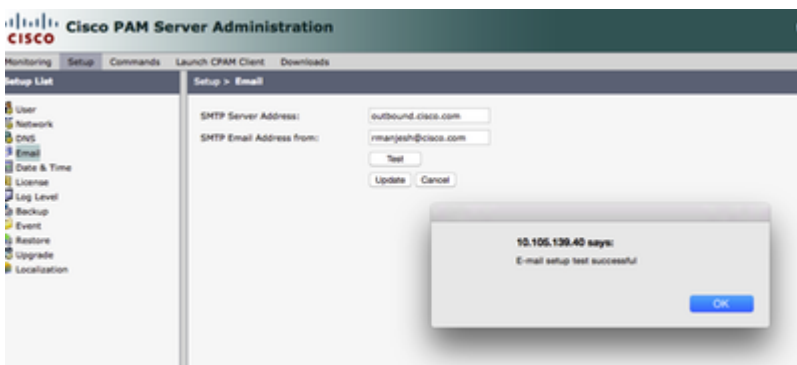 CISCO
Cisco PAM Server Administration
Monitoring Setup Commands Launch CPAM Client Downloads
Setup List
Setup > Email
User
Network
DNS
Email
Date & Time
License
Log Level
Backup
Event
Restore
Upgrade
Localization
SMTP Server Address: outbound.cisco.com
SMTP Email Address from: rmanjesh@cisco.com
Test
Update Cancel
10.105.139.40 says:
E-mail setup test successful
OK